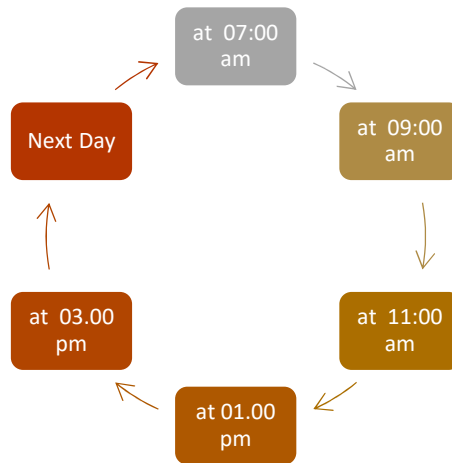 at 07:00
am
at 09:00
am
at 11:00
am
at 01.00
pm
at 03.00
pm
Next Day